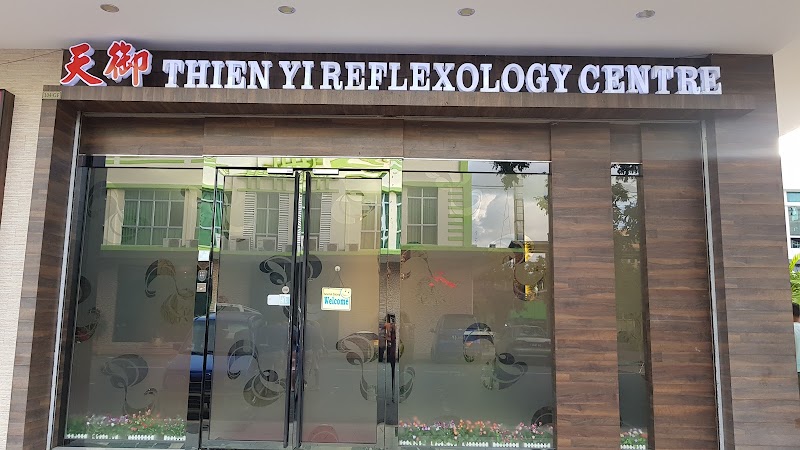 天御 THIEN YI REFLEXOLOGY CENTRE
Welcome